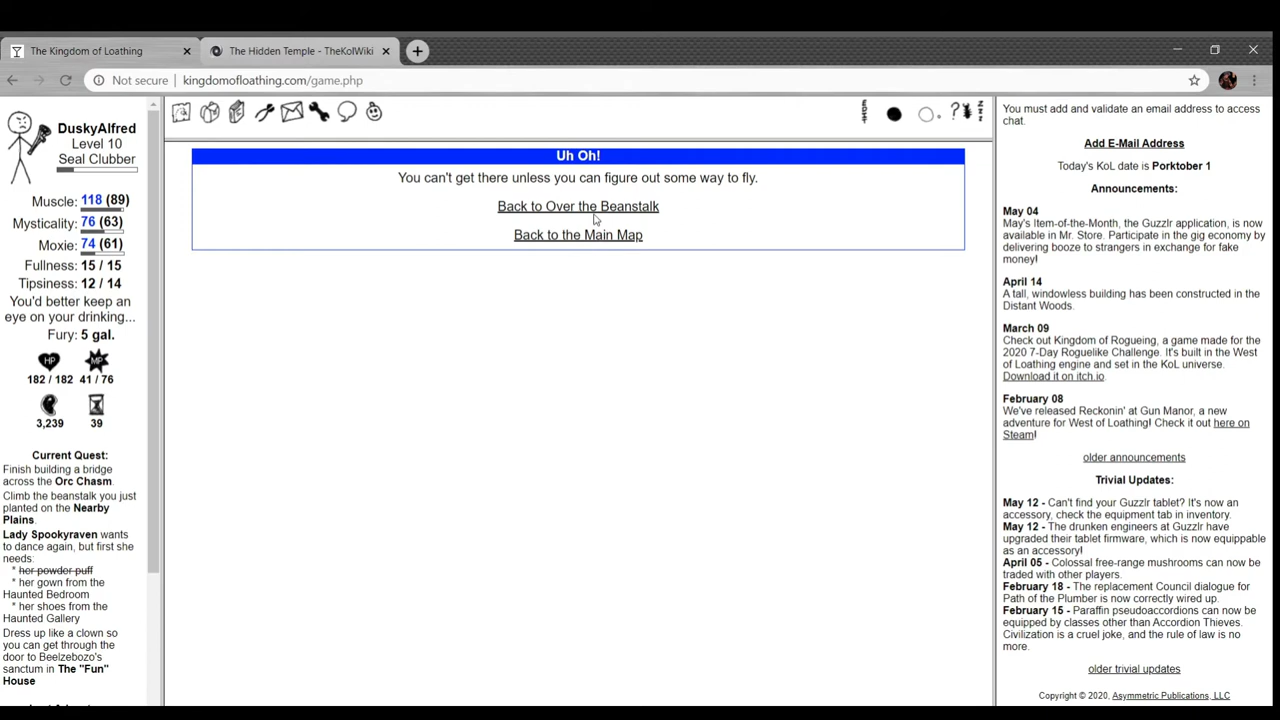 The Kingdom of Loathing
The Hidden Temple - TheKolWiki
Not secure
kingdomofloathing.com/game.php
DuskyAlfred
Level 10
Seal Clubber
Muscle: 118 (89)
Mysticality: 76 (63)
Moxie: 74 (61)
Fullness: 15 / 15
Tipsiness: 12 / 14
You'd better keep an
eye on your drinking...
Fury: 5 gal.
HP
MP
182 / 182
41 / 76
3,239
39
Current Quest:
Finish building a bridge
across the Orc Chasm.
Climb the beanstalk you just
planted on the Nearby
Plains.
Lady Spookyraven wants
to dance again, but first she
needs:
* her powder puff
* her gown from the
Haunted Bedroom
* her shoes from the
Haunted Gallery
Dress up like a clown so
you can get through the
door to Beelzebozo's
sanctum in The "Fun"
House
Uh Oh!
You can't get there unless you can figure out some way to fly.
Back to Over the Beanstalk
Back to the Main Map
You must add and validate an email address to access
chat.
Add E-Mail Address
Today's KoL date is Porktober 1
Announcements:
May 04
May's Item-of-the-Month, the Guzzlr application, is now
available in Mr. Store. Participate in the gig economy by
delivering booze to strangers in exchange for fake
money!
April 14
A tall, windowless building has been constructed in the
Distant Woods.
March 09
Check out Kingdom of Rogueing, a game made for the
2020 7-Day Roguelike Challenge. It's built in the West
of Loathing engine and set in the KoL universe.
Download it on itch.io.
February 08
We've released Reckonin' at Gun Manor, a new
adventure for West of Loathing! Check it out here on
Steam!
older announcements
Trivial Updates:
May 12 - Can't find your Guzzlr tablet? It's now an
accessory, check the equipment tab in inventory.
May 12 - The drunken engineers at Guzzlr have
upgraded their tablet firmware, which is now equippable
as an accessory!
April 05 - Colossal free-range mushrooms can now be
traded with other players.
February 18 - The replacement Council dialogue for
Path of the Plumber is now correctly wired up.
February 15 - Paraffin pseudoaccordions can now be
equipped by classes other than Accordion Thieves.
Civilization is a cruel joke, and the rule of law is no
more.
older trivial updates
Copyright © 2020, Asymmetric Publications, LLC